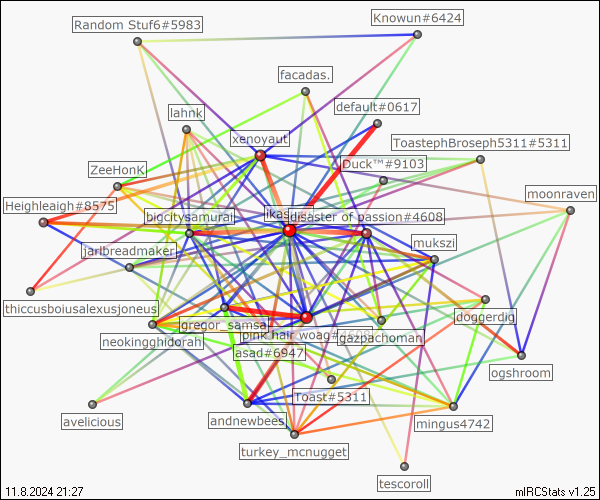 Random Stuf6#5983
Knowun#6424
facadas.
default#0617
lahnk
xenoyaut
ToastephBroseph5311#5311
Duck™#9103
ZeeHonK
moonraven
Heighleaigh#8575
bigcitysamurai
disaster of passion#4608
mukszi
jarlbreadmaker
thiccusboiusalexusjoneus
doggerdig
gregor_samsa
pink hair woag#
neokingghidorah
gazpachoman
asad#6947
ogshroom
Toast#5311
avelicious
andnewbees
mingus4742
turkey_mcnugget
tescoroll
11.8.2024 21:27
mIRCStats v1.25